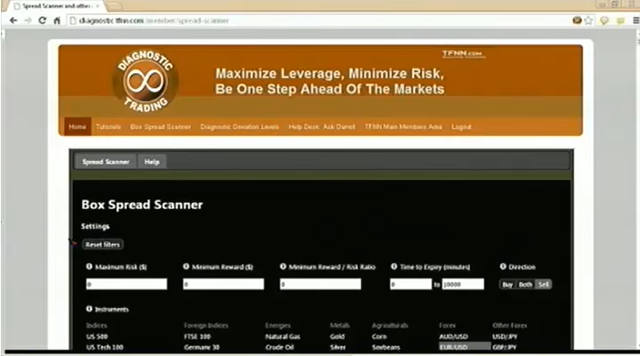 Spread Scanner and other
diagnostic.tfnn.com/member/spread-scanner
DIAGNOSTIC
TRADING
TFNN.COM
Maximize Leverage, Minimize Risk,
Be One Step Ahead Of The Markets
Home Tutorials Box Spread Scanner Diagnostic Deviation Levels Help Desk: Ask Darrell TFNN Main Members Area Logout
Spread Scanner Help
Box Spread Scanner
Settings
Reset filters
Maximum Risk ($) Minimum Reward ($) Minimum Reward / Risk Ratio Time to Expiry (minutes) Direction
0 0 0 0 to 10000 Buy Both Sell
Instruments
Indices Foreign Indices Energies Metals Agriculturals Forex Other Forex
US 500 FTSE 100 Natural Gas Gold Corn AUD/USD USD/JPY
US Tech 100 Germany 30 Crude Oil Silver Soybeans EUR/USD GBP/JPY